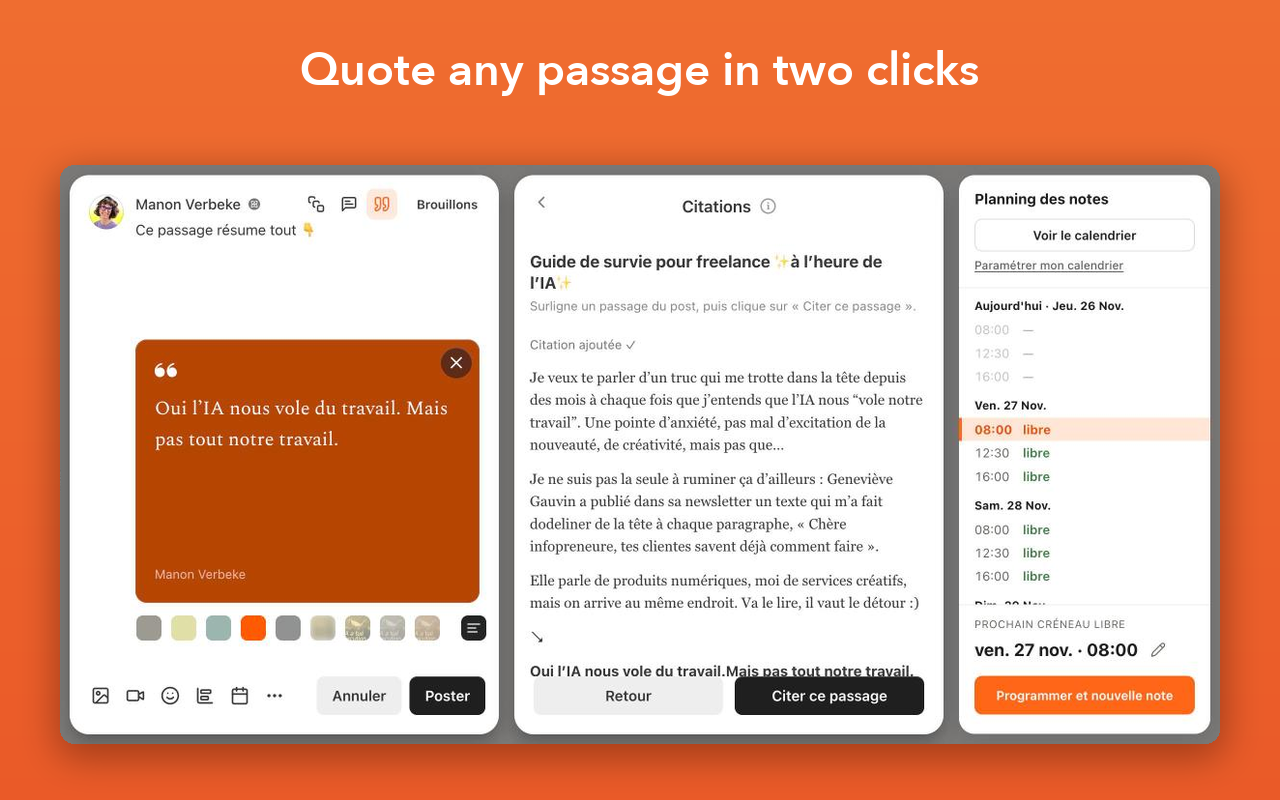 Quote any passage in two clicks
Manon Verbeke
Brouillons
Ce passage résume tout 👇
Oui l’IA nous vole du travail. Mais
pas tout notre travail.
Manon Verbeke
Annuler
Poster
Citations
Guide de survie pour freelance ✨à l’heure de
l’IA✨
Surligne un passage du post, puis clique sur « Citer ce passage ».
Citation ajoutée ✓
Je veux te parler d’un truc qui me trotte dans la tête depuis
des mois à chaque fois que j’entends que l’IA nous “vole notre
travail”. Une pointe d’anxiété, pas mal d’excitation de la
nouveauté, de créativité, mais pas que…
Je ne suis pas la seule à ruminer ça d’ailleurs : Geneviève
Gauvin a publié dans sa newsletter un texte qui m’a fait
dodeliner de la tête à chaque paragraphe, « Chère
infopreneure, tes clientes savent déjà comment faire ».
Elle parle de produits numériques, moi de services créatifs,
mais on arrive au même endroit. Va le lire, il vaut le détour :)
↘
Oui l’IA nous vole du travail.Mais pas tout notre travail.
Retour
Citer ce passage
Planning des notes
Voir le calendrier
Paramétrer mon calendrier
Aujourd'hui · Jeu. 26 Nov.
08:00 —
12:30 —
16:00 —
Ven. 27 Nov.
08:00 libre
12:30 libre
16:00 libre
Sam. 28 Nov.
08:00 libre
12:30 libre
16:00 libre
PROCHAIN CRÉNEAU LIBRE
ven. 27 nov. · 08:00
Programmer et nouvelle note